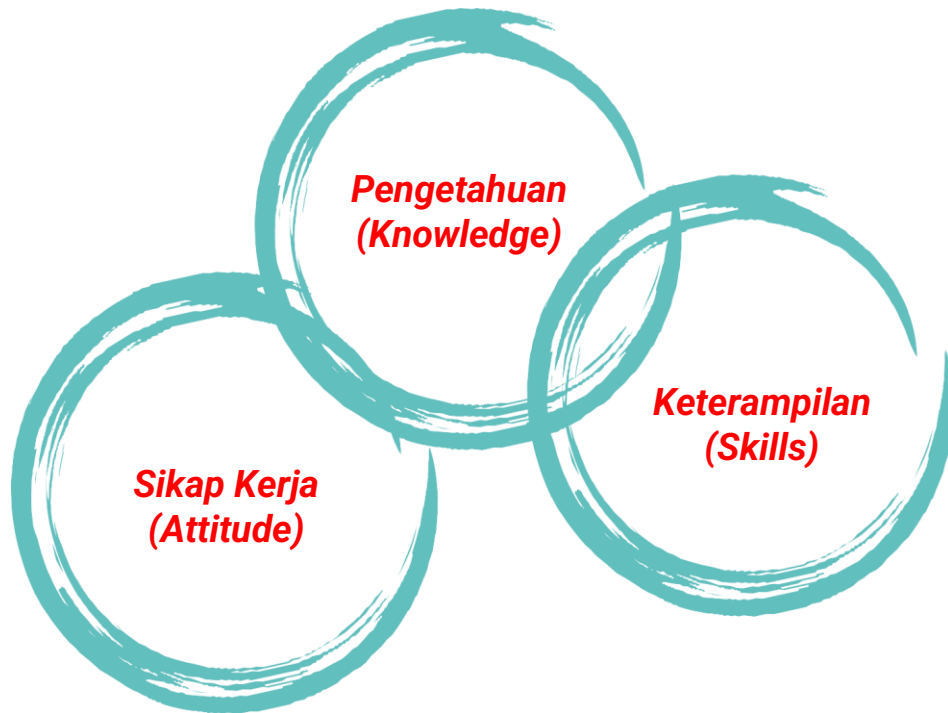 Pengetahuan
(Knowledge)
Keterampilan
(Skills)
Sikap Kerja
(Attitude)